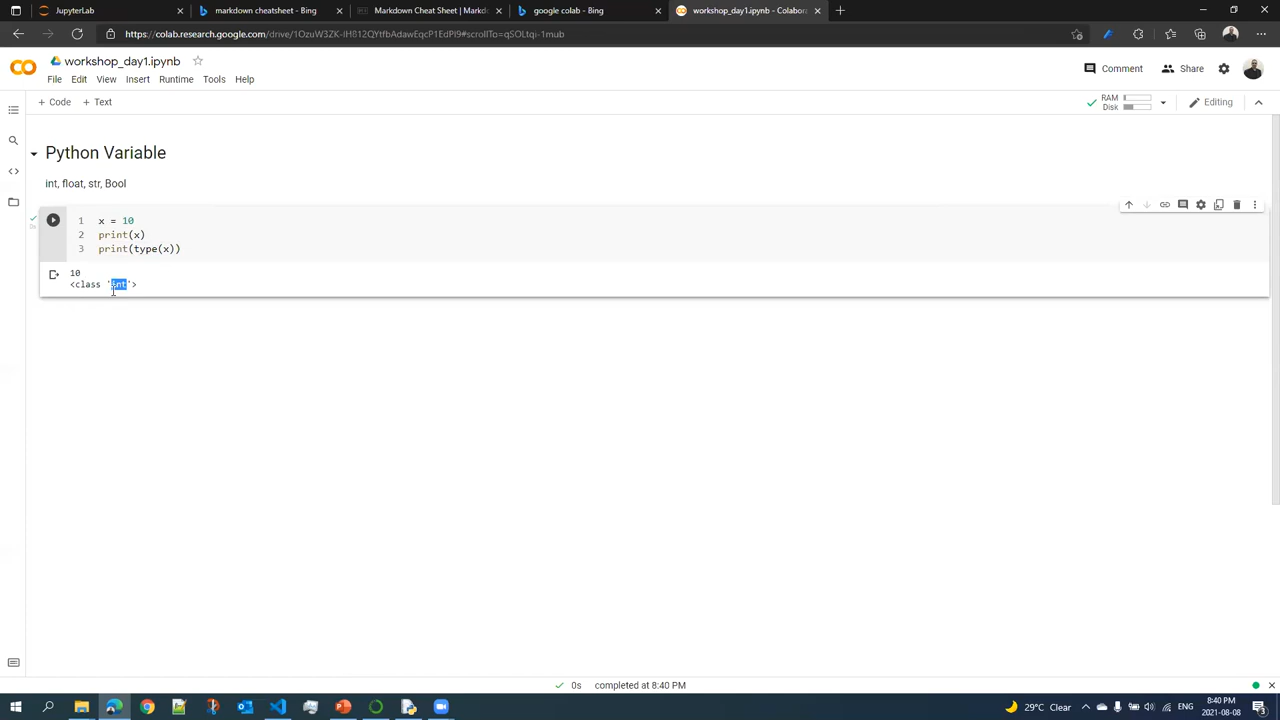 JupyterLab
markdown cheatsheet - Bing
Markdown Cheat Sheet | Markd
google colab - Bing
workshop_day1.ipynb - Colabora
https://colab.research.google.com/drive/1OzuW3ZK-iH812QYtfbAdawEqcP1EdPI9#scrollTo=qSOLtqi-1mub
workshop_day1.ipynb
File Edit View Insert Runtime Tools Help
Comment
Share
+ Code + Text
RAM
Disk
Editing
Python Variable
int, float, str, Bool
0s
1 x = 10
2 print(x)
3 print(type(x))
10
<class 'int'>
0s completed at 8:40 PM
29°C Clear
ENG
8:40 PM
2021-08-08
3